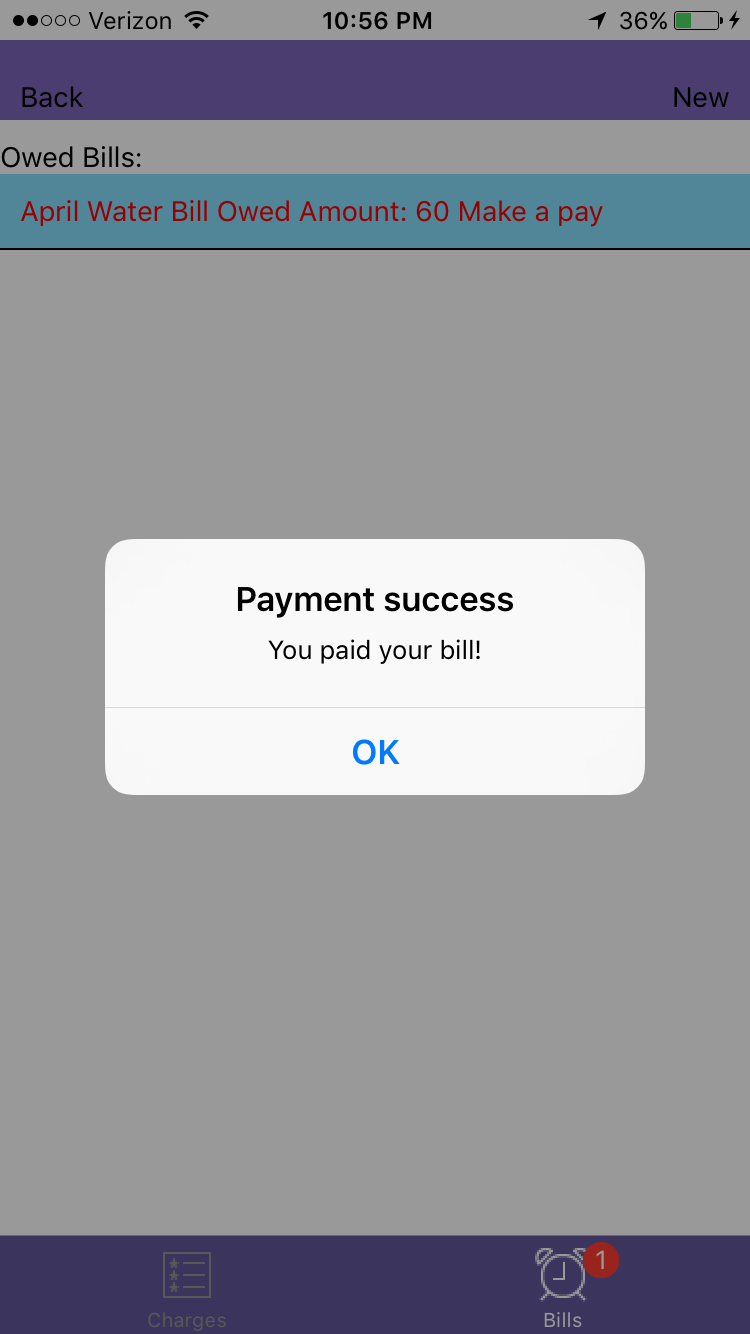 Verizon 10:56 PM 36%
Back New
Owed Bills:
April Water Bill Owed Amount: 60 Make a pay
Payment success
You paid your bill!
OK
1
Charges Bills